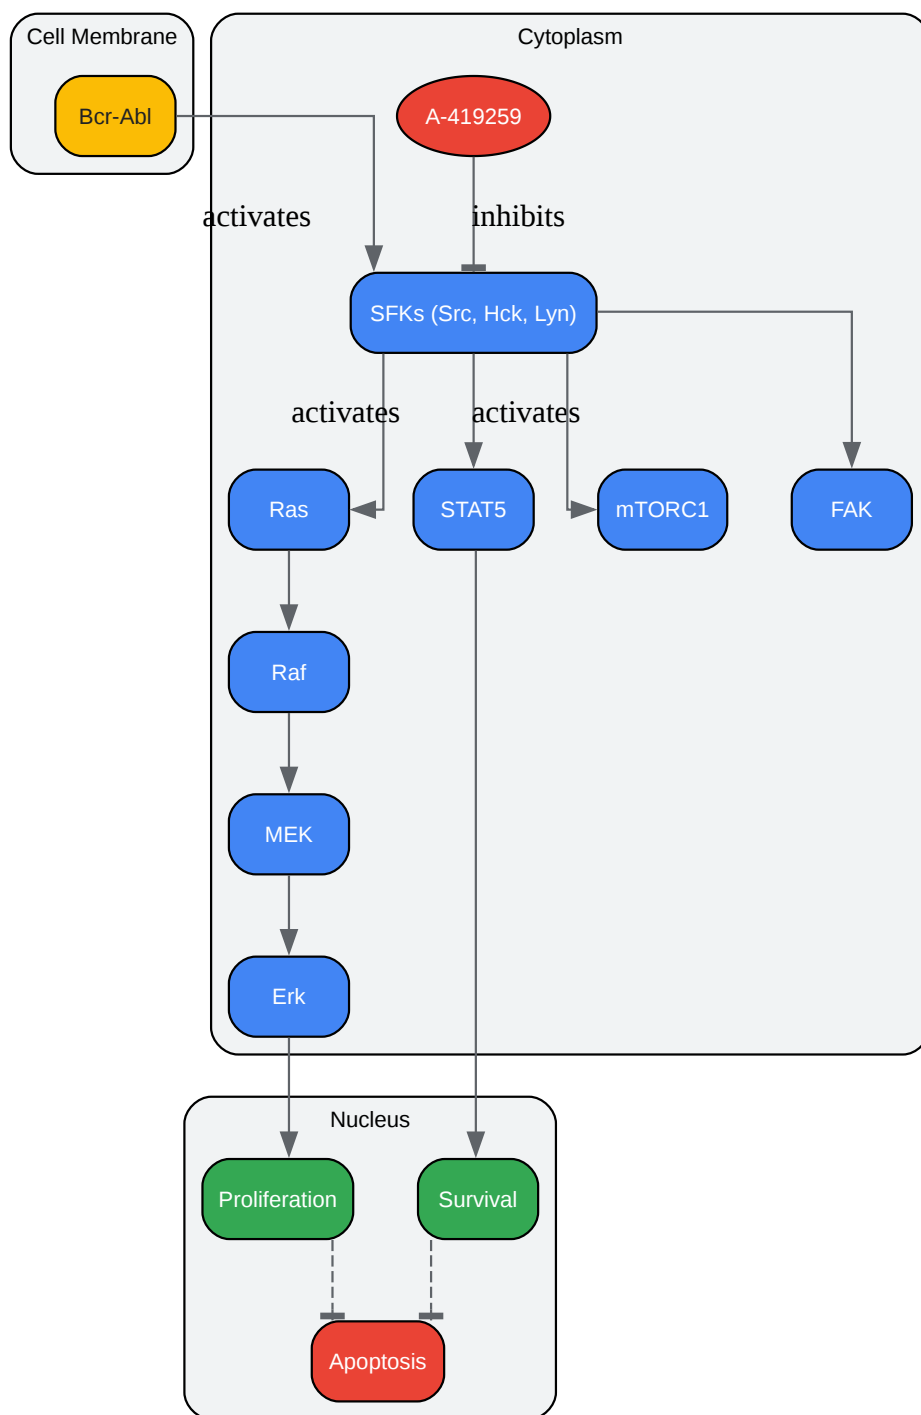 Cell Membrane
Cytoplasm
Bcr-Abl
A-419259
activates
inhibits
SFKs (Src, Hck, Lyn)
activates
activates
Ras
STAT5
mTORC1
FAK
Raf
MEK
Erk
Nucleus
Proliferation
Survival
Apoptosis